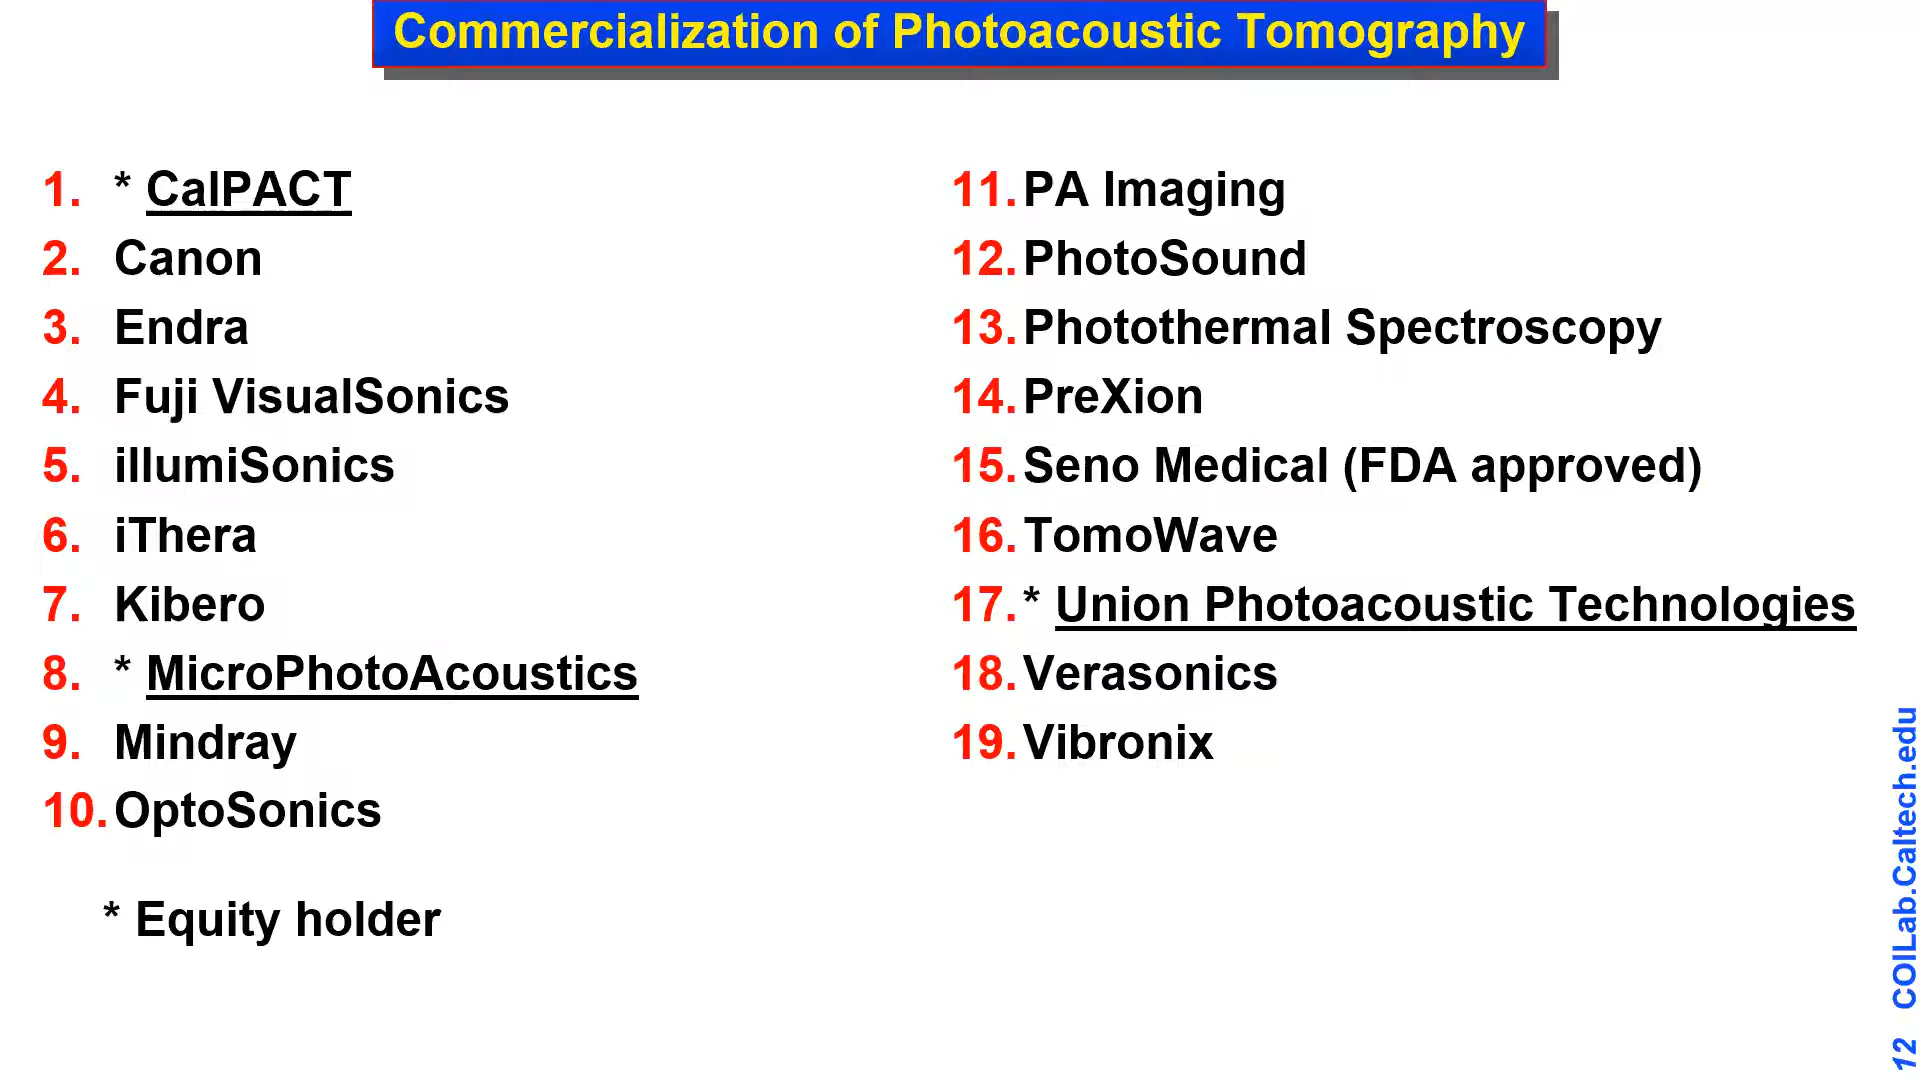 Commercialization of Photoacoustic Tomography
1. * CalPACT
2. Canon
3. Endra
4. Fuji VisualSonics
5. illumiSonics
6. iThera
7. Kibero
8. * MicroPhotoAcoustics
9. Mindray
10. OptoSonics
* Equity holder
11. PA Imaging
12. PhotoSound
13. Photothermal Spectroscopy
14. PreXion
15. Seno Medical (FDA approved)
16. TomoWave
17. * Union Photoacoustic Technologies
18. Verasonics
19. Vibronix
12 COILab.Caltech.edu